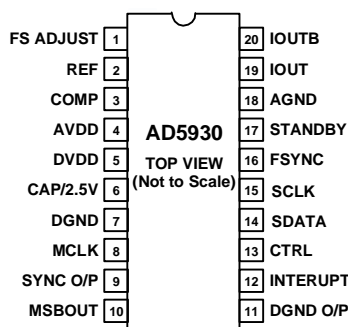 FS ADJUST 1
REF 2
COMP 3
AVDD 4
DVDD 5
CAP/2.5V 6
DGND 7
MCLK 8
SYNC O/P 9
MSBOUT 10
AD5930
TOP VIEW
(Not to Scale)
20 IOUTB
19 IOUT
18 AGND
17 STANDBY
16 FSYNC
15 SCLK
14 SDATA
13 CTRL
12 INTERUPT
11 DGND O/P